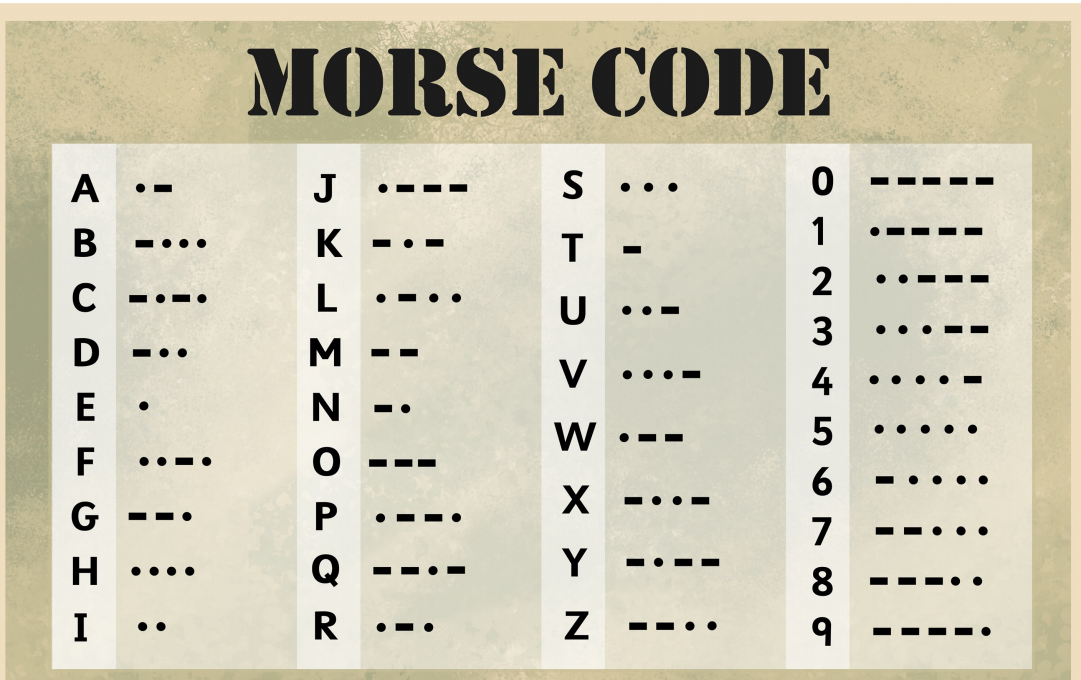 MORSE CODE
A •–
B –•••
C –•–•
D –••
E •
F ••–•
G ––•
H ••••
I ••
J •–––
K –•–
L •–••
M ––
N –•
O –––
P •––•
Q ––•–
R •–•
S •••
T –
U ••–
V •••–
W •––
X –••–
Y –•––
Z ––••
0 –––––
1 •––––
2 ••–––
3 •••––
4 ••••–
5 •••••
6 –••••
7 ––•••
8 –––••
9 ––––•